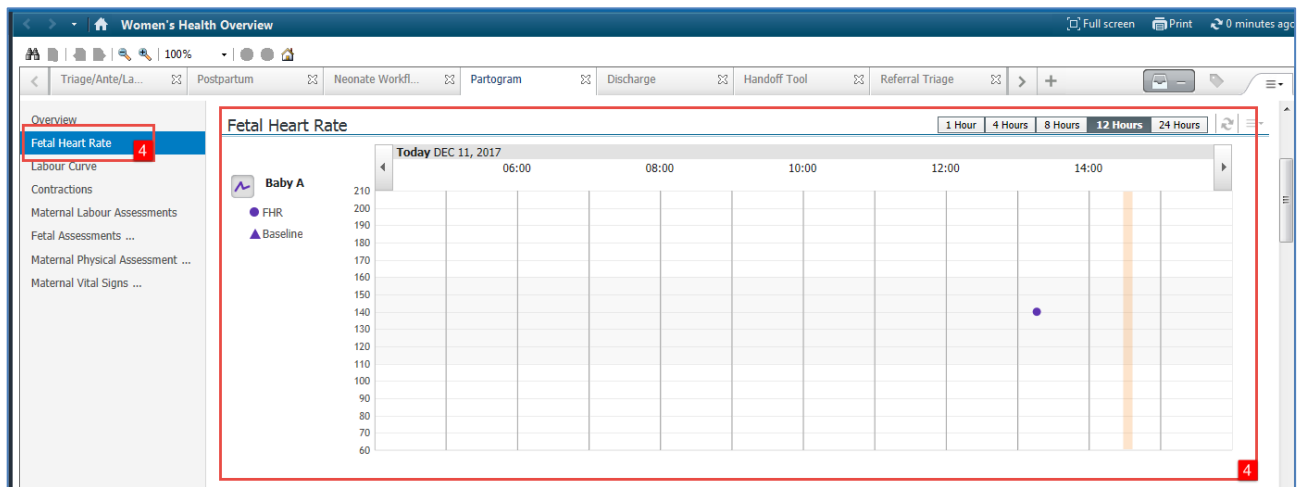 Women's Health Overview Full screen Print 0 minutes ago
100%
Triage/Ante/La... Postpartum Neonate Workfl... Partogram Discharge Handoff Tool Referral Triage
Overview
Fetal Heart Rate 4
Labour Curve
Contractions
Maternal Labour Assessments
Fetal Assessments ...
Maternal Physical Assessment ...
Maternal Vital Signs ...
Fetal Heart Rate 1 Hour 4 Hours 8 Hours 12 Hours 24 Hours
Today DEC 11, 2017
06:00 08:00 10:00 12:00 14:00
Baby A
FHR
Baseline
210
200
190
180
170
160
150
140
130
120
110
100
90
80
70
60
4